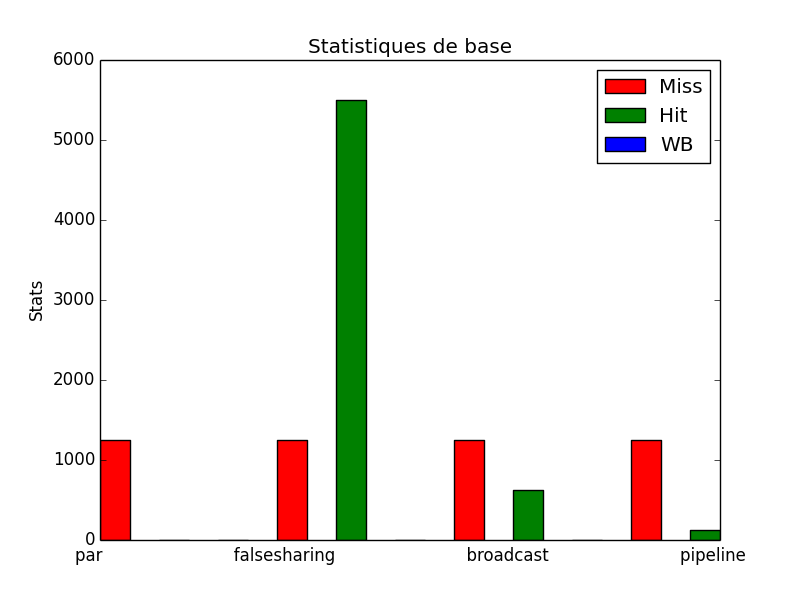 Statistiques de base
6000
5000
4000
3000
2000
1000
0
Stats
Miss
Hit
WB
par falsesharing broadcast pipeline